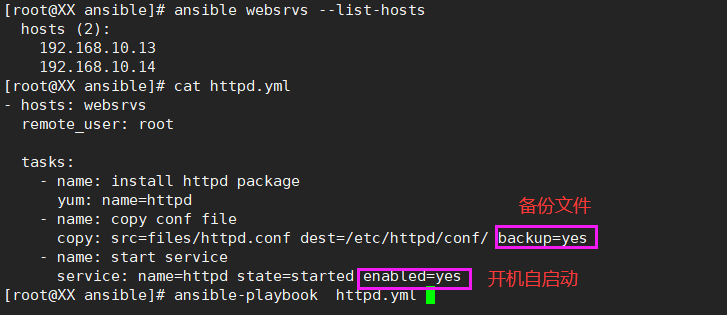 [root@XX ansible]# ansible websrvs --list-hosts
  hosts (2):
    192.168.10.13
    192.168.10.14
[root@XX ansible]# cat httpd.yml
- hosts: websrvs
  remote_user: root

  tasks:
    - name: install httpd package
      yum: name=httpd
    - name: copy conf file
备份文件
      copy: src=files/httpd.conf dest=/etc/httpd/conf/ backup=yes
    - name: start service
      service: name=httpd state=started enabled=yes
开机自启动
[root@XX ansible]# ansible-playbook  httpd.yml